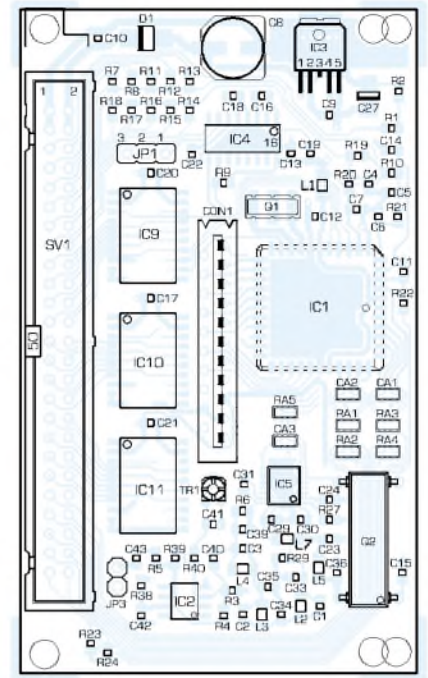 D1
C8
C10
IC3
1 2 3 4 5
R7 R11 R13
R8 R12
R2
1 2
C18 C16
C27
R18 R16 R14
R17 R15
C9
R1
3 2 1
IC4
16
JP1
C22
C13 C19
R19
C14
C20
R9
L1
R20 C4
R10
C5
CON1
Q1
C12
C7
C6
R21
SV1
IC9
C11
C17
IC1
R22
50
IC10
CA2 CA1
RA5
C21
RA1 RA3
CA3
RA2 RA4
IC11
TR1
C31
IC5
R6
C24
C41
C29 C30
R27
C39
L7
C23
Q2
C43 R39 C40
C3
R5 R40
R29
L4
L5
C36
C15
C35
C33
JP3
R38
IC2
R3
C42
R4 C2 L3
C34
L2
C1
R23
R24